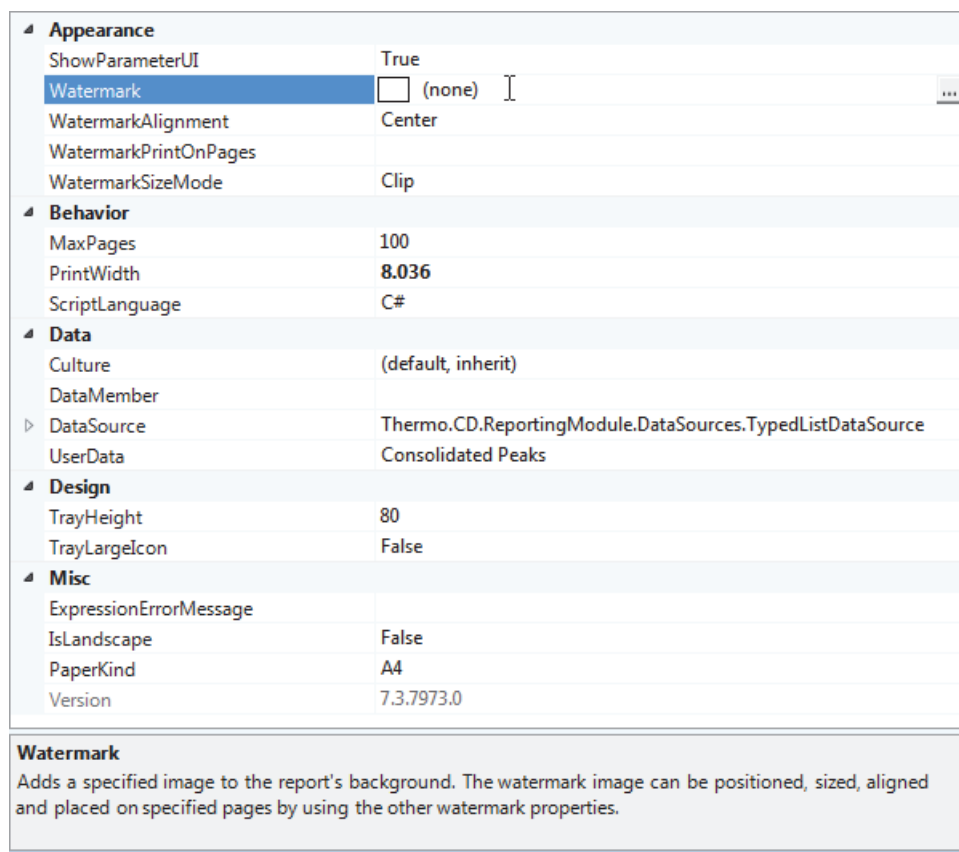 Appearance
ShowParameterUI True
Watermark (none) ...
WatermarkAlignment Center
WatermarkPrintOnPages
WatermarkSizeMode Clip
Behavior
MaxPages 100
PrintWidth 8.036
ScriptLanguage C#
Data
Culture (default, inherit)
DataMember
DataSource Thermo.CD.ReportingModule.DataSources.TypedListDataSource
UserData Consolidated Peaks
Design
TrayHeight 80
TrayLargeIcon False
Misc
ExpressionErrorMessage
IsLandscape False
PaperKind A4
Version 7.3.7973.0
Watermark
Adds a specified image to the report's background. The watermark image can be positioned, sized, aligned
and placed on specified pages by using the other watermark properties.